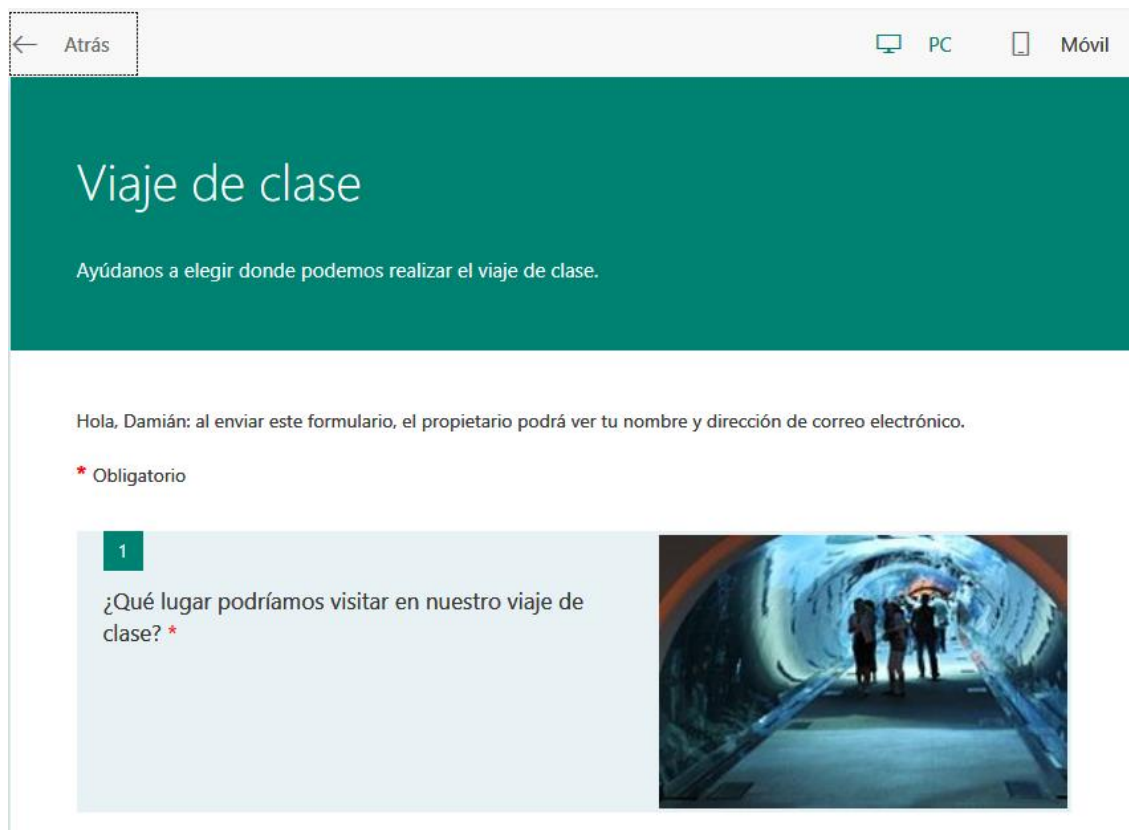 Atrás
PC
Móvil
Viaje de clase
Ayúdanos a elegir donde podemos realizar el viaje de clase.
Hola, Damián: al enviar este formulario, el propietario podrá ver tu nombre y dirección de correo electrónico.
* Obligatorio
1
¿Qué lugar podríamos visitar en nuestro viaje de
clase? *